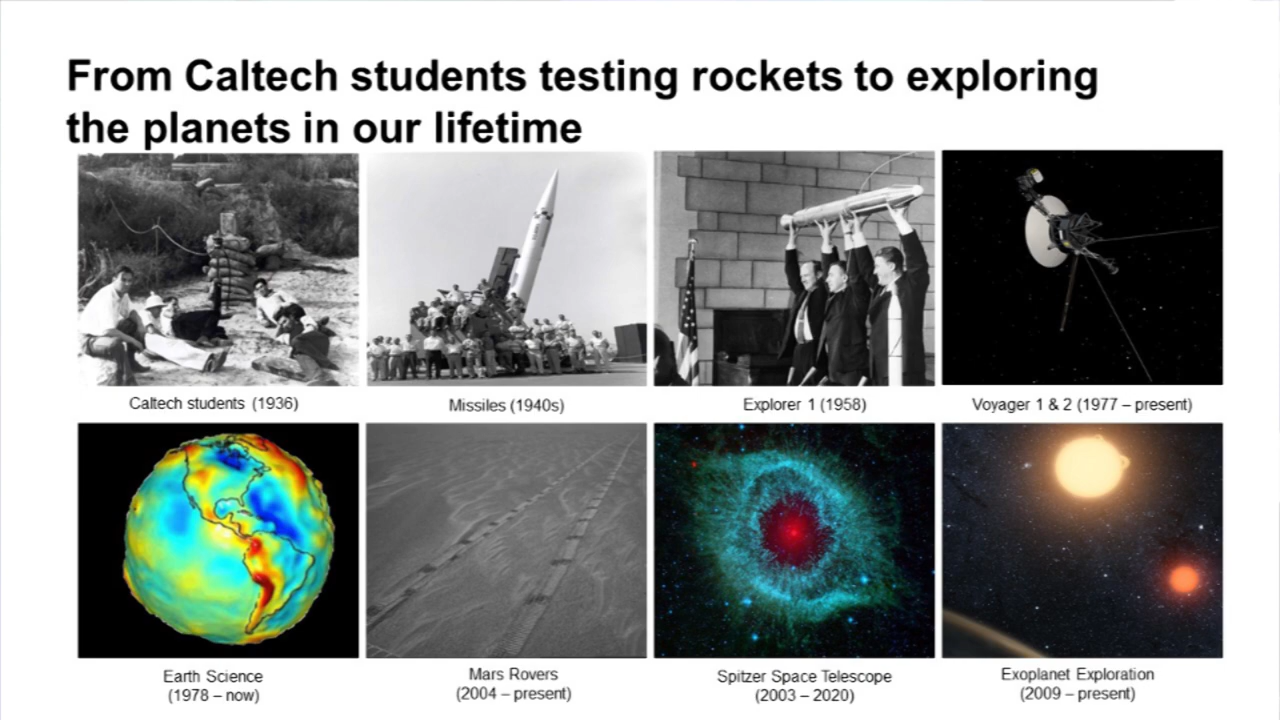 From Caltech students testing rockets to exploring
the planets in our lifetime
Caltech students (1936)
Missiles (1940s)
Explorer 1 (1958)
Voyager 1 & 2 (1977 – present)
Earth Science
(1978 – now)
Mars Rovers
(2004 – present)
Spitzer Space Telescope
(2003 – 2020)
Exoplanet Exploration
(2009 – present)